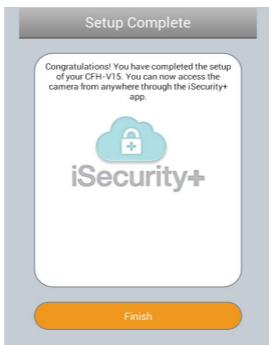 Setup Complete
Congratulations! You have completed the setup
of your CFH-V15. You can now access the
camera from anywhere through the iSecurity+
app.
iSecurity+
Finish